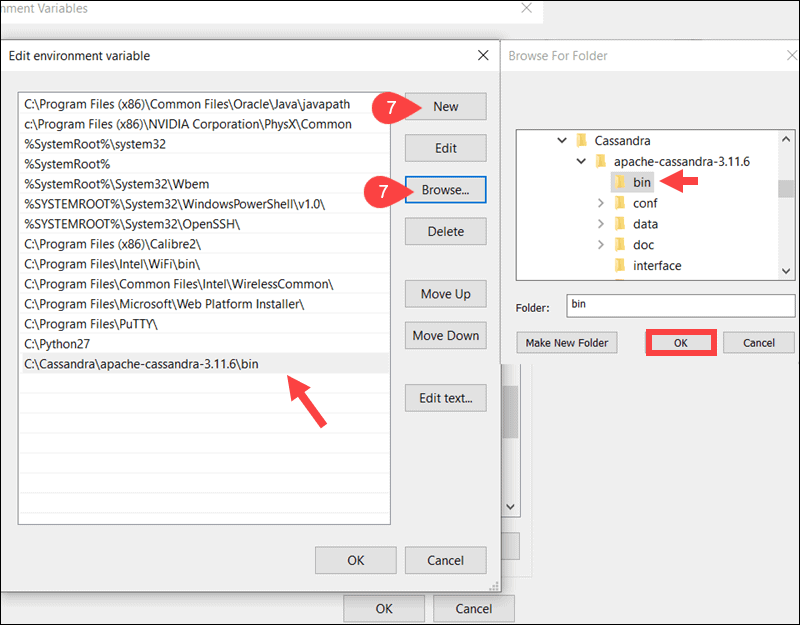 nment Variables
Edit environment variable
C:\Program Files (x86)\Common Files\Oracle\Java\javapath
c:\Program Files (x86)\NVIDIA Corporation\PhysX\Common
%SystemRoot%\system32
%SystemRoot%
%SystemRoot%\System32\Wbem
%SYSTEMROOT%\System32\WindowsPowerShell\v1.0\
%SYSTEMROOT%\System32\OpenSSH\
C:\Program Files (x86)\Calibre2\
C:\Program Files\Intel\WiFi\bin\
C:\Program Files\Common Files\Intel\WirelessCommon\
C:\Program Files\Microsoft\Web Platform Installer\
C:\Program Files\PuTTY\
C:\Python27
C:\Cassandra\apache-cassandra-3.11.6\bin
7
New
Edit
7
Browse...
Delete
Move Up
Move Down
Edit text...
OK
Cancel
Browse For Folder
Cassandra
apache-cassandra-3.11.6
bin
conf
data
doc
interface
Folder:
bin
Make New Folder
OK
Cancel
OK
Cancel